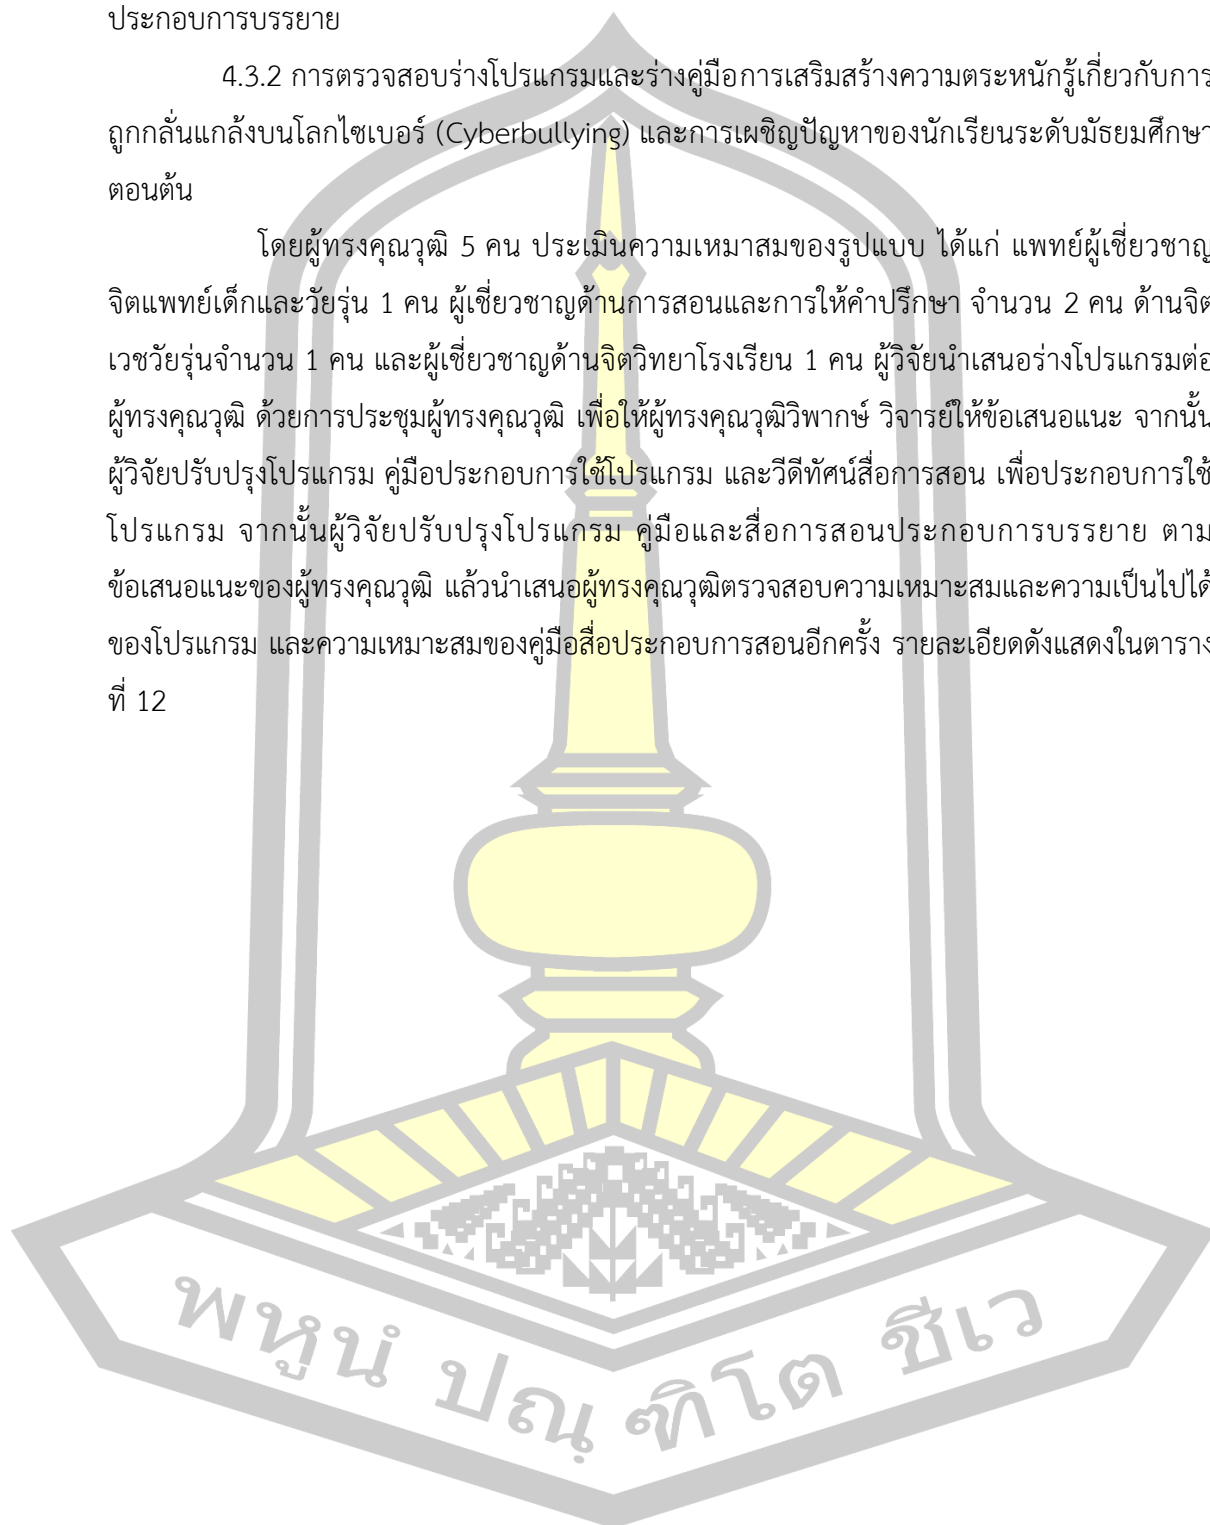 ประกอบการบรรยาย
4.3.2 การตรวจสอบร่างโปรแกรมและร่างคู่มือการเสริมสร้างความตระหนักรู้เกี่ยวกับการ
ถูกกลั่นแกล้งบนโลกไซเบอร์ (Cyberbullying) และการเผชิญปัญหาของนักเรียนระดับมัธยมศึกษา
ตอนต้น
โดยผู้ทรงคุณวุฒิ 5 คน ประเมินความเหมาสมของรูปแบบ ได้แก่ แพทย์ผู้เชี่ยวชาญ
จิตแพทย์เด็กและวัยรุ่น 1 คน ผู้เชี่ยวชาญด้านการสอนและการให้คำปรึกษา จำนวน 2 คน ด้านจิต
เวชวัยรุ่นจำนวน 1 คน และผู้เชี่ยวชาญด้านจิตวิทยาโรงเรียน 1 คน ผู้วิจัยนำเสนอร่างโปรแกรมต่อ
ผู้ทรงคุณวุฒิ ด้วยการประชุมผู้ทรงคุณวุฒิ เพื่อให้ผู้ทรงคุณวุฒิวิพากษ์ วิจารย์ให้ข้อเสนอแนะ จากนั้น
ผู้วิจัยปรับปรุงโปรแกรม คู่มือประกอบการใช้โปรแกรม และวีดีทัศน์สื่อการสอน เพื่อประกอบการใช้
โปรแกรม จากนั้นผู้วิจัยปรับปรุงโปรแกรม คู่มือและสื่อการสอนประกอบการบรรยาย ตาม
ข้อเสนอแนะของผู้ทรงคุณวุฒิ แล้วนำเสนอผู้ทรงคุณวุฒิตรวจสอบความเหมาะสมและความเป็นไปได้
ของโปรแกรม และความเหมาะสมของคู่มือสื่อประกอบการสอนอีกครั้ง รายละเอียดดังแสดงในตาราง
ที่ 12
พหูนํ ปณฺฑิโต ชีเว